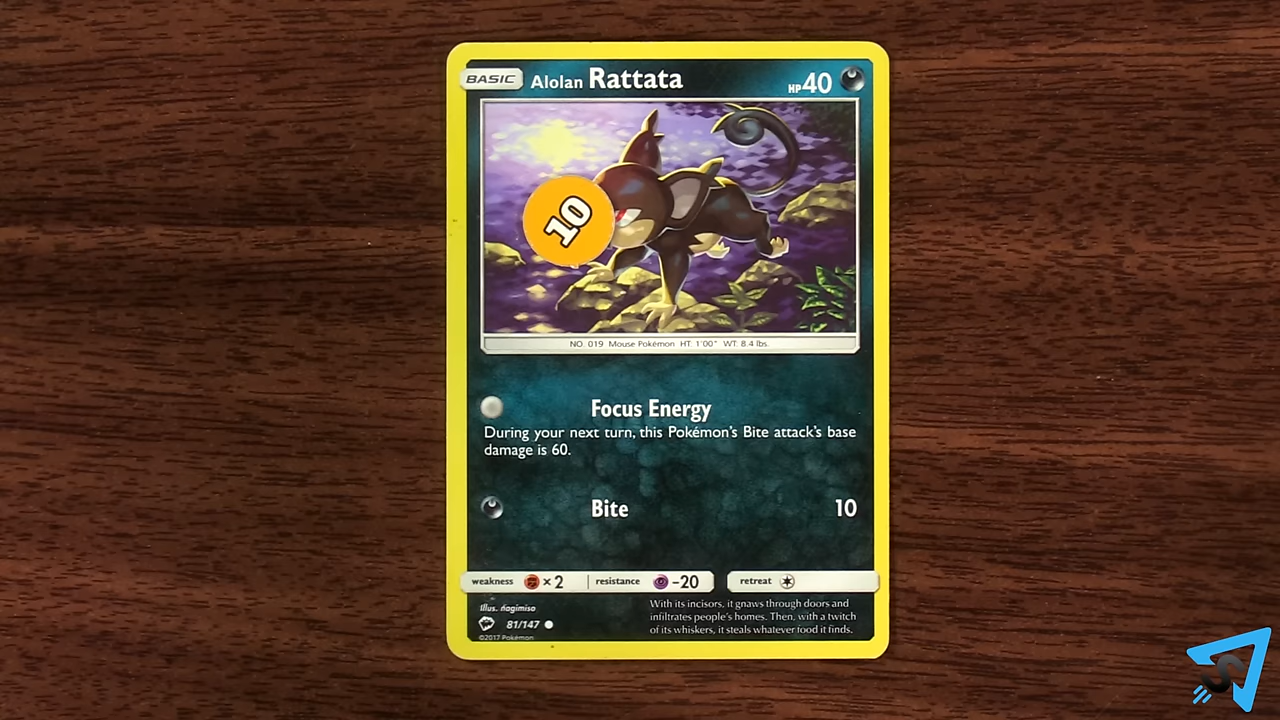 BASIC Alolan Rattata HP 40
10
NO. 019 Mouse Pokémon HT: 1'00" WT: 8.4 lbs.
Focus Energy
During your next turn, this Pokémon's Bite attack's base
damage is 60.
Bite 10
weakness ×2 resistance -20 retreat
Illus. nagimiso
81/147
©2017 Pokémon
With its incisors, it gnaws through doors and
infiltrates people's homes. Then, with a twitch
of its whiskers, it steals whatever food it finds.
S